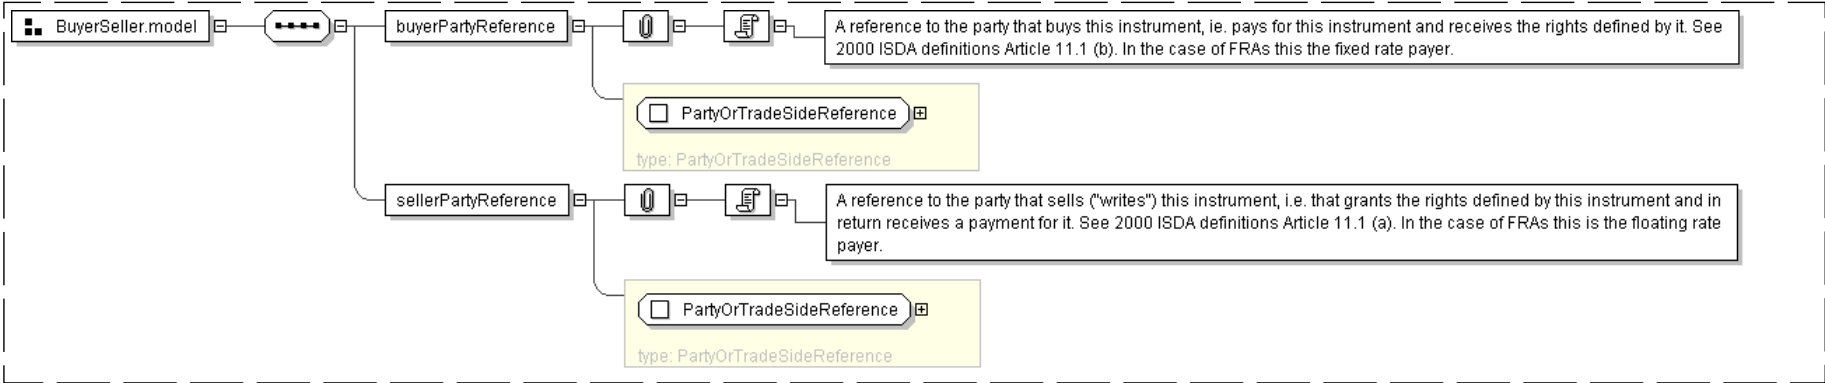 BuyerSeller.model
buyerPartyReference
A reference to the party that buys this instrument, ie. pays for this instrument and receives the rights defined by it. See
2000 ISDA definitions Article 11.1 (b). In the case of FRAs this the fixed rate payer.
PartyOrTradeSideReference
type: PartyOrTradeSideReference
sellerPartyReference
A reference to the party that sells ("writes") this instrument, i.e. that grants the rights defined by this instrument and in
return receives a payment for it. See 2000 ISDA definitions Article 11.1 (a). In the case of FRAs this is the floating rate
payer.
PartyOrTradeSideReference
type: PartyOrTradeSideReference